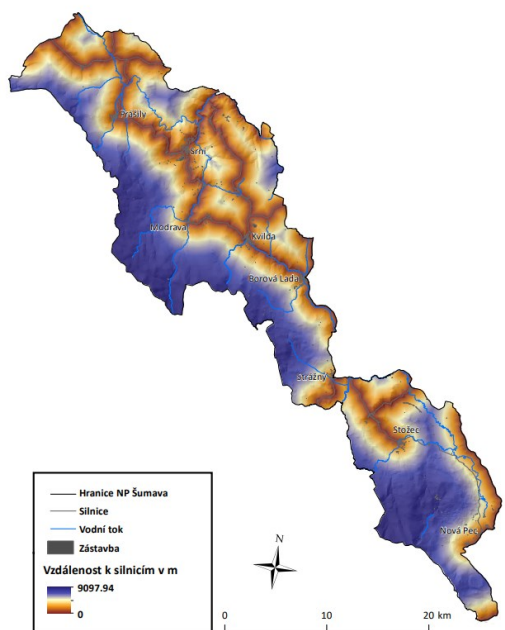 Prášily
Srní
Modrava
Kvilda
Borová Lada
Strážný
Stožec
Nová Pec
Hranice NP Šumava
Silnice
Vodní tok
Zástavba
Vzdálenost k silnicím v m
9097.94
0
N
0 10 20 km